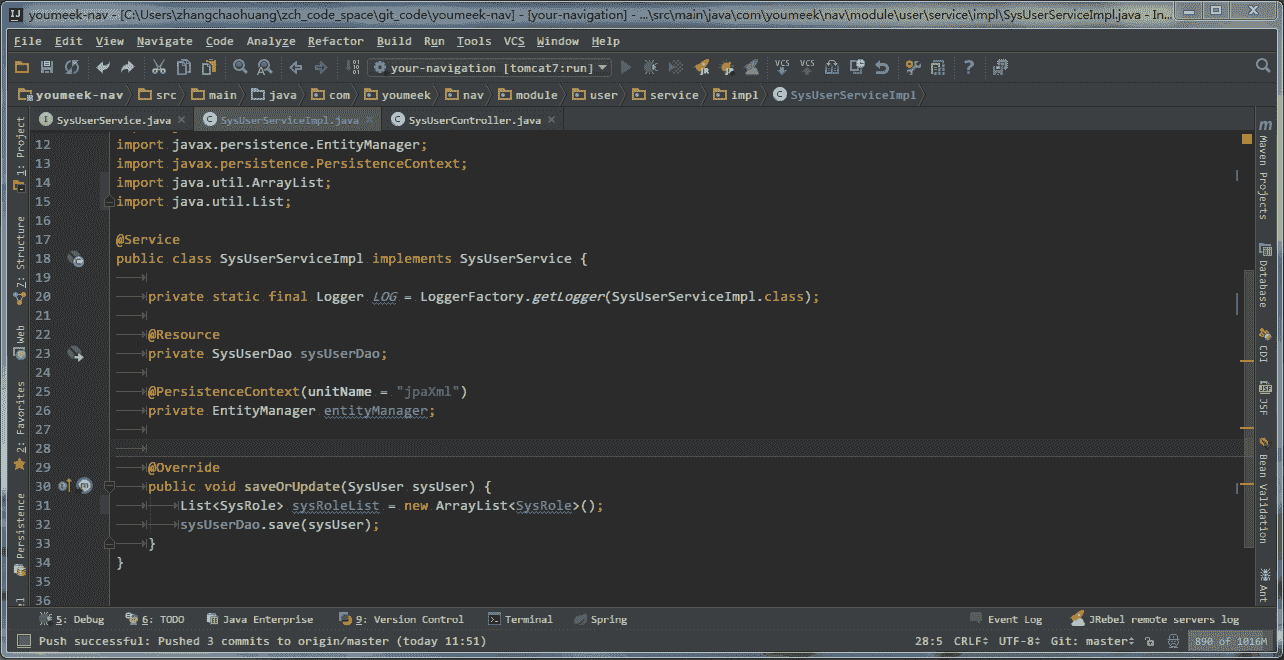 youmeek-nav - [C:\Users\zhangchaohuang\zch_code_space\git_code\youmeek-nav] - [your-navigation] - ...\src\main\java\com\youmeek\nav\module\user\service\impl\SysUserServiceImpl.java - In...
File Edit View Navigate Code Analyze Refactor Build Run Tools VCS Window Help
your-navigation [tomcat7:run] VCS VCS
youmeek-nav src main java com youmeek nav module user service impl SysUserServiceImpl
SysUserService.java SysUserServiceImpl.java SysUserController.java
12 import javax.persistence.EntityManager;
13 import javax.persistence.PersistenceContext;
14 import java.util.ArrayList;
15 import java.util.List;
16
17 @Service
18 public class SysUserServiceImpl implements SysUserService {
19
20 private static final Logger LOG = LoggerFactory.getLogger(SysUserServiceImpl.class);
21
22 @Resource
23 private SysUserDao sysUserDao;
24
25 @PersistenceContext(unitName = "jpaXml")
26 private EntityManager entityManager;
27
28
29 @Override
30 public void saveOrUpdate(SysUser sysUser) {
31 List<SysRole> sysRoleList = new ArrayList<SysRole>();
32 sysUserDao.save(sysUser);
33 }
34 }
35
36
1: Project
7: Structure
Web
2: Favorites
Persistence
Maven Projects
Database
CDI
JSF
Bean Validation
Ant
5: Debug 6: TODO Java Enterprise 9: Version Control Terminal Spring Event Log JRebel remote servers log
Push successful: Pushed 3 commits to origin/master (today 11:51) 28:5 CRLF UTF-8 Git: master 890 of 1016M